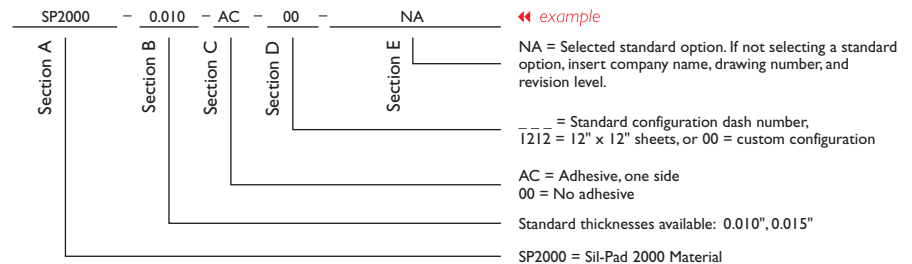 SP2000 – 0.010 – AC – 00 – NA
◄◄ example
Section A
Section B
Section C
Section D
Section E
NA = Selected standard option. If not selecting a standard
option, insert company name, drawing number, and
revision level.
_ _ _ = Standard configuration dash number,
1212 = 12" x 12" sheets, or 00 = custom configuration
AC = Adhesive, one side
00 = No adhesive
Standard thicknesses available: 0.010", 0.015"
SP2000 = Sil-Pad 2000 Material